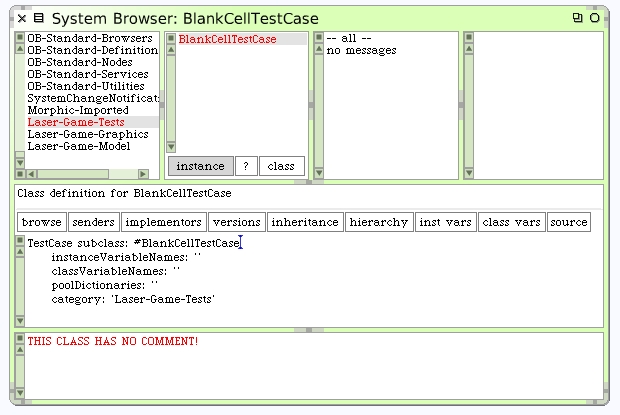 System Browser: BlankCellTestCase
OB-Standard-Browsers
OB-Standard-Definition
OB-Standard-Nodes
OB-Standard-Services
OB-Standard-Utilities
SystemChangeNotificat
Morphic-Imported
Laser-Game-Tests
Laser-Game-Graphics
Laser-Game-Model
BlankCellTestCase
instance ? class
-- all --
no messages
Class definition for BlankCellTestCase
browse senders implementors versions inheritance hierarchy inst vars class vars source
TestCase subclass: #BlankCellTestCase
instanceVariableNames: ''
classVariableNames: ''
poolDictionaries: ''
category: 'Laser-Game-Tests'
THIS CLASS HAS NO COMMENT!